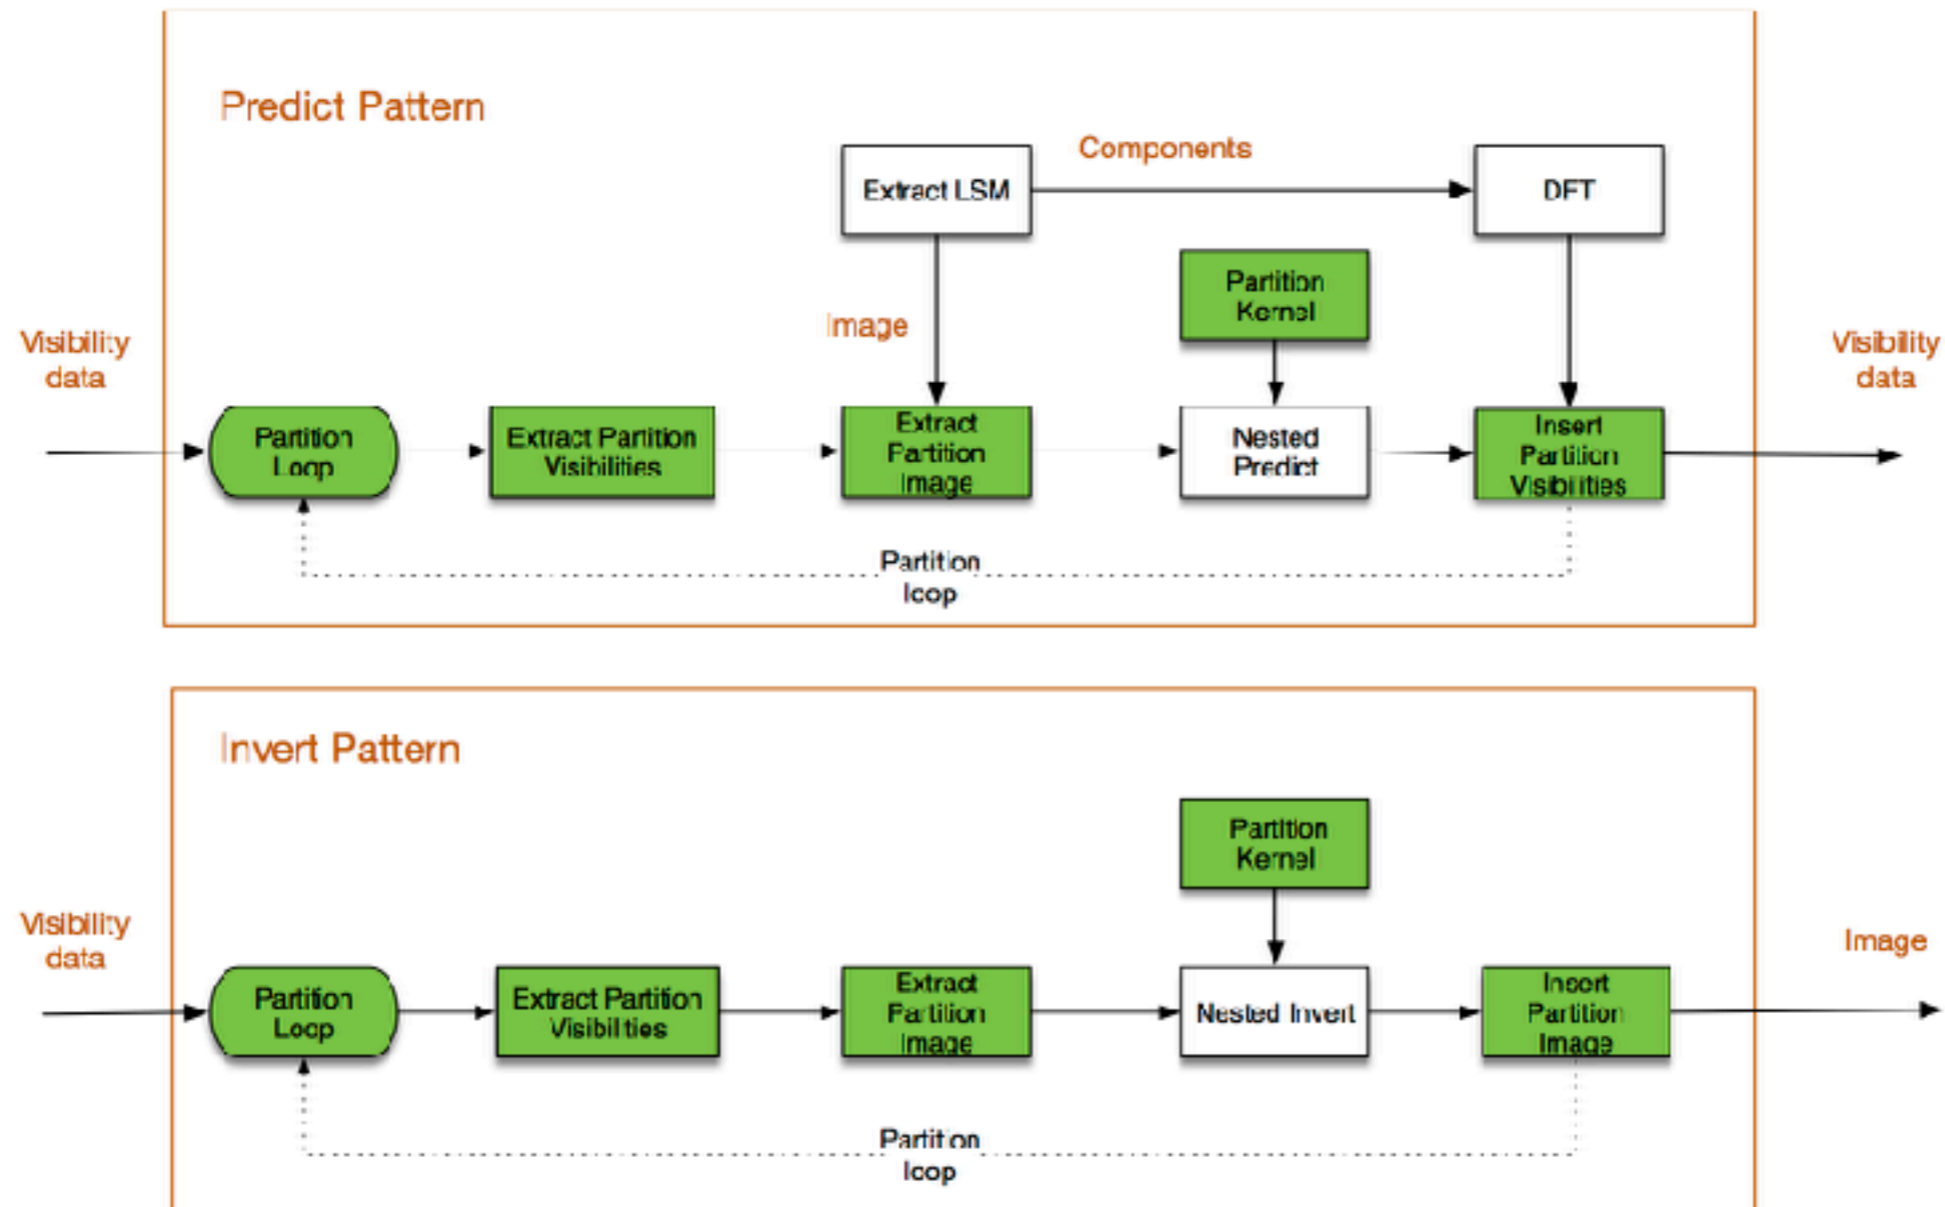 Predict Pattern
Components
Extract LSM
DFT
Partition
Kernel
Image
Visibility
data
Visibility
data
Partition
Loop
Extract Partition
Visibilities
Extract
Partition
Image
Nested
Predict
Insert
Partition
Visibilities
Partition
loop
Invert Pattern
Partition
Kernel
Visibility
data
Image
Partition
Loop
Extract Partition
Visibilities
Extract
Partition
Image
Nested Invert
Insert
Partition
Image
Partition
loop